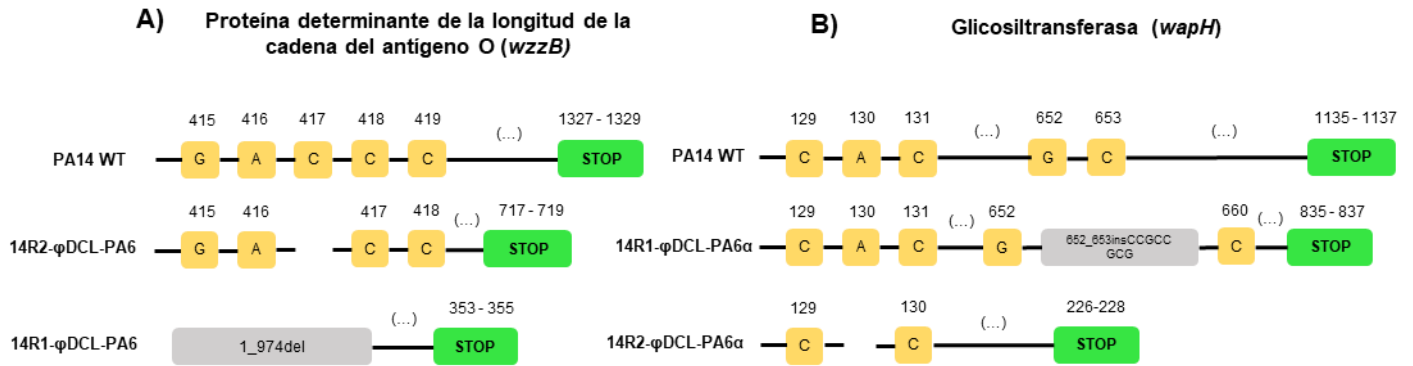 A) Proteína determinante de la longitud de la
cadena del antígeno O (wzzB)
415 416 417 418 419 (...) 1327 - 1329
PA14 WT G A C C C STOP
415 416 417 418 (...) 717 - 719
14R2-φDCL-PA6 G A C C STOP
(...) 353 - 355
14R1-φDCL-PA6 1_974del STOP
B) Glicosiltransferasa (wapH)
129 130 131 (...) 652 653 (...) 1135 - 1137
PA14 WT C A C G C STOP
129 130 131 (...) 652 660 (...) 835 - 837
14R1-φDCL-PA6α C A C G 652_653insCCGCC
GCG C STOP
129 130 (...) 226-228
14R2-φDCL-PA6α C C STOP